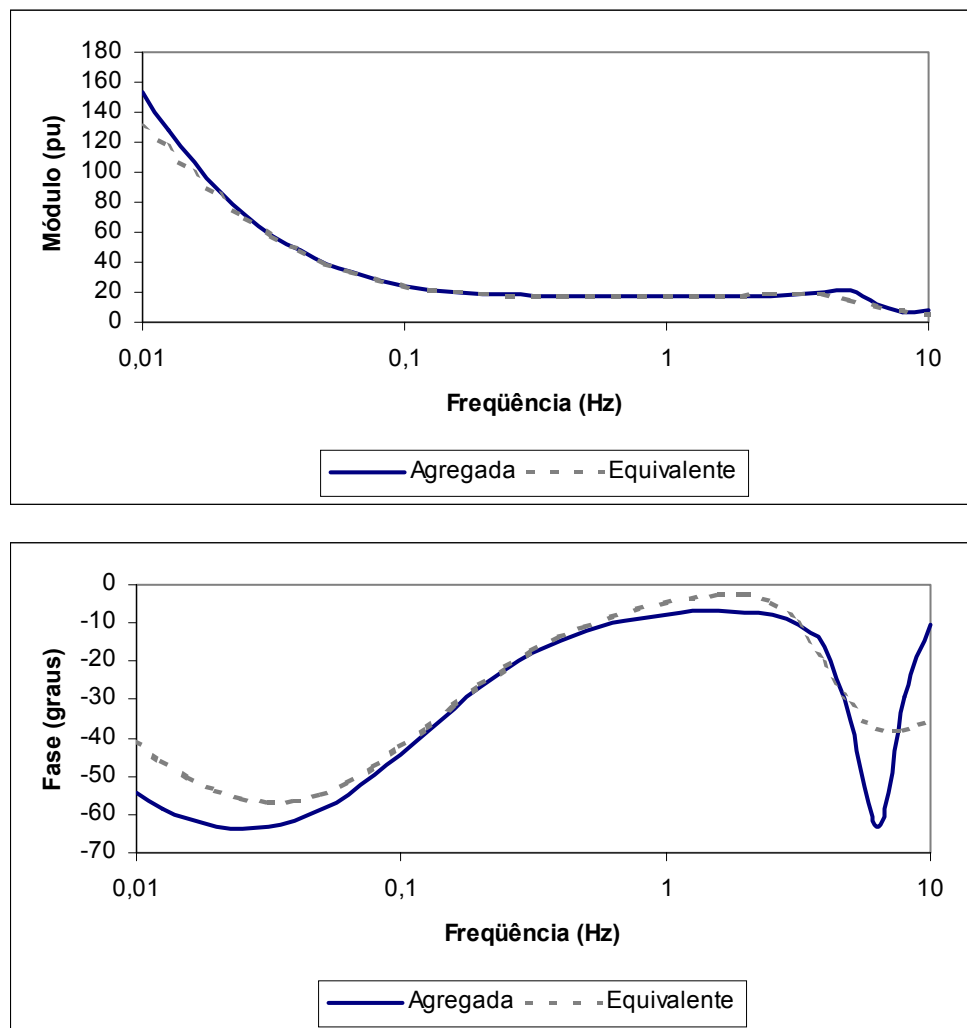 180
160
140
120
100
80
60
40
20
0
Módulo (pu)
0,01 0,1 1 10
Freqüência (Hz)
Agregada Equivalente
0
-10
-20
-30
-40
-50
-60
-70
Fase (graus)
0,01 0,1 1 10
Freqüência (Hz)
Agregada Equivalente